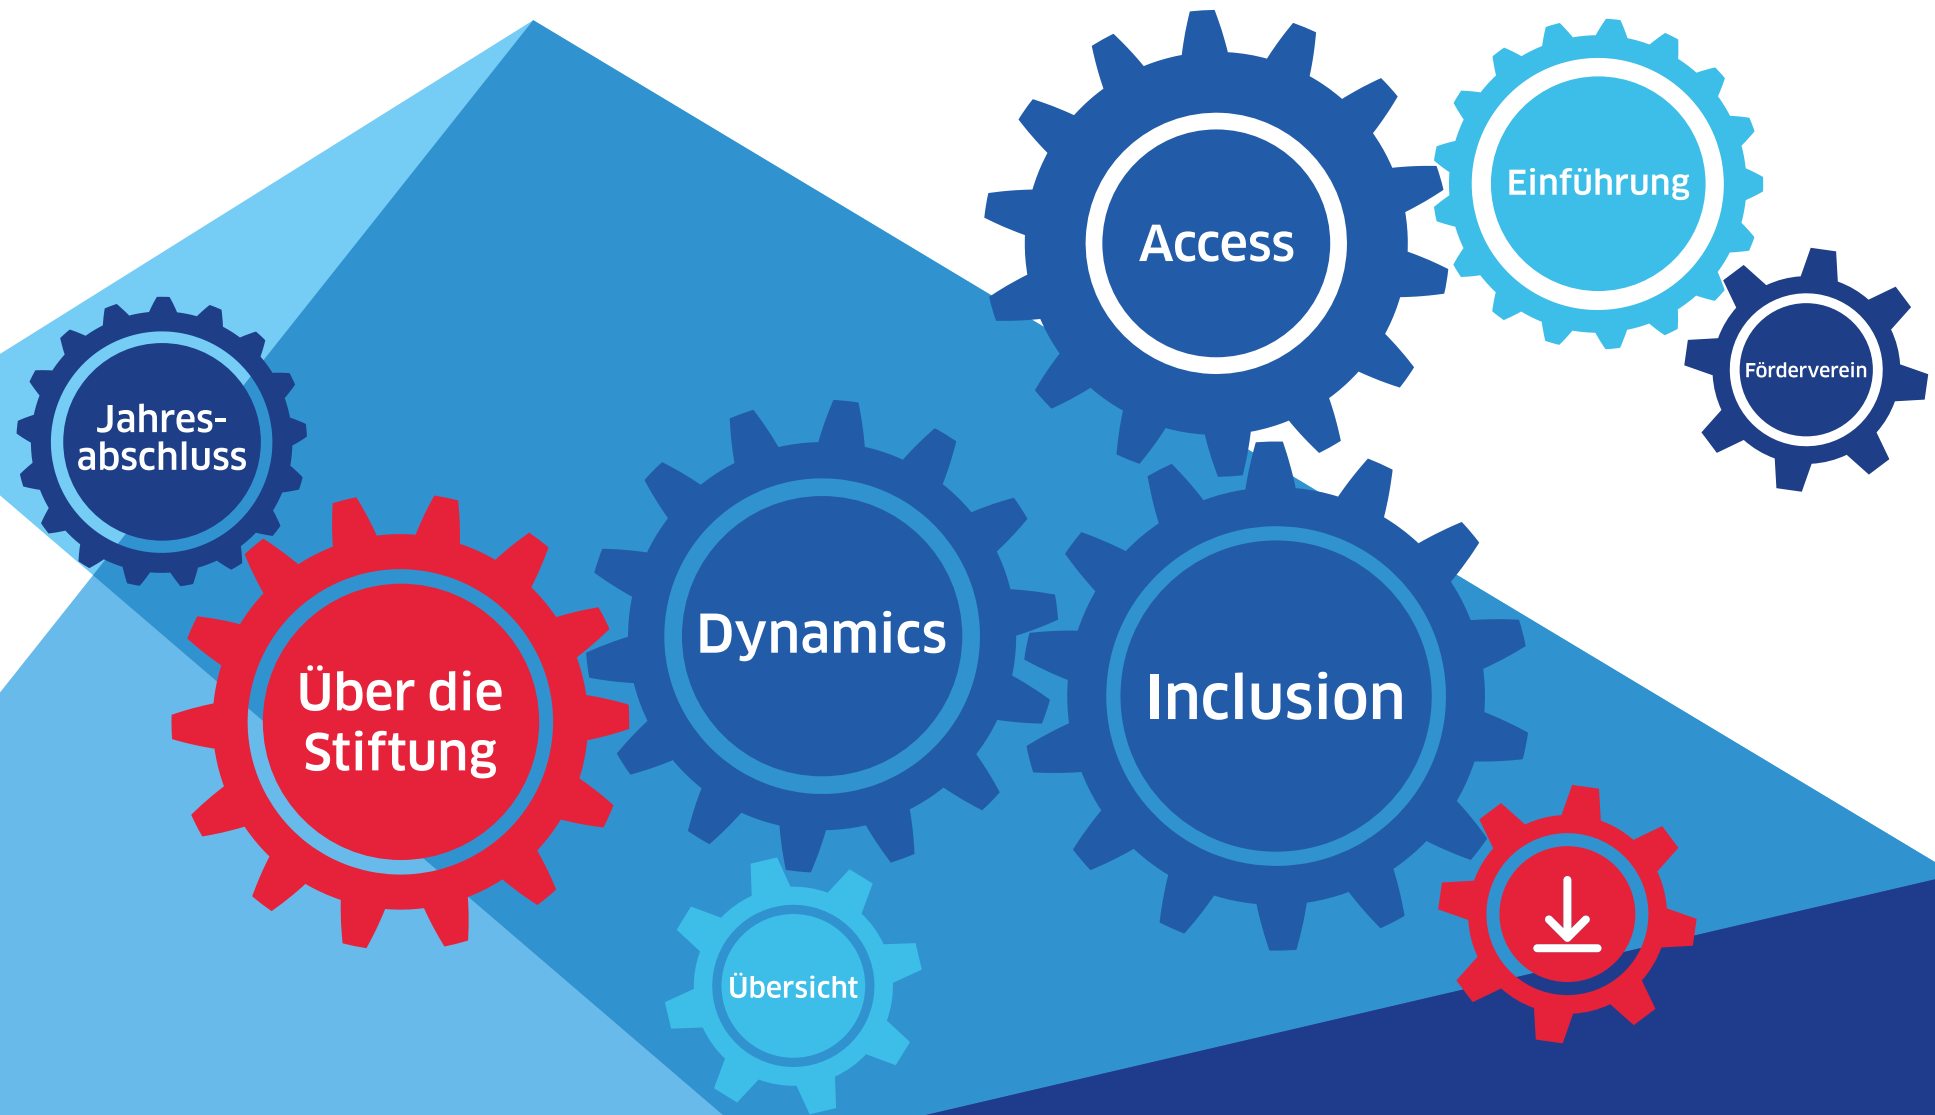 Access
Einführung
Förderverein
Jahres-
abschluss
Dynamics
Über die
Stiftung
Inclusion
Übersicht